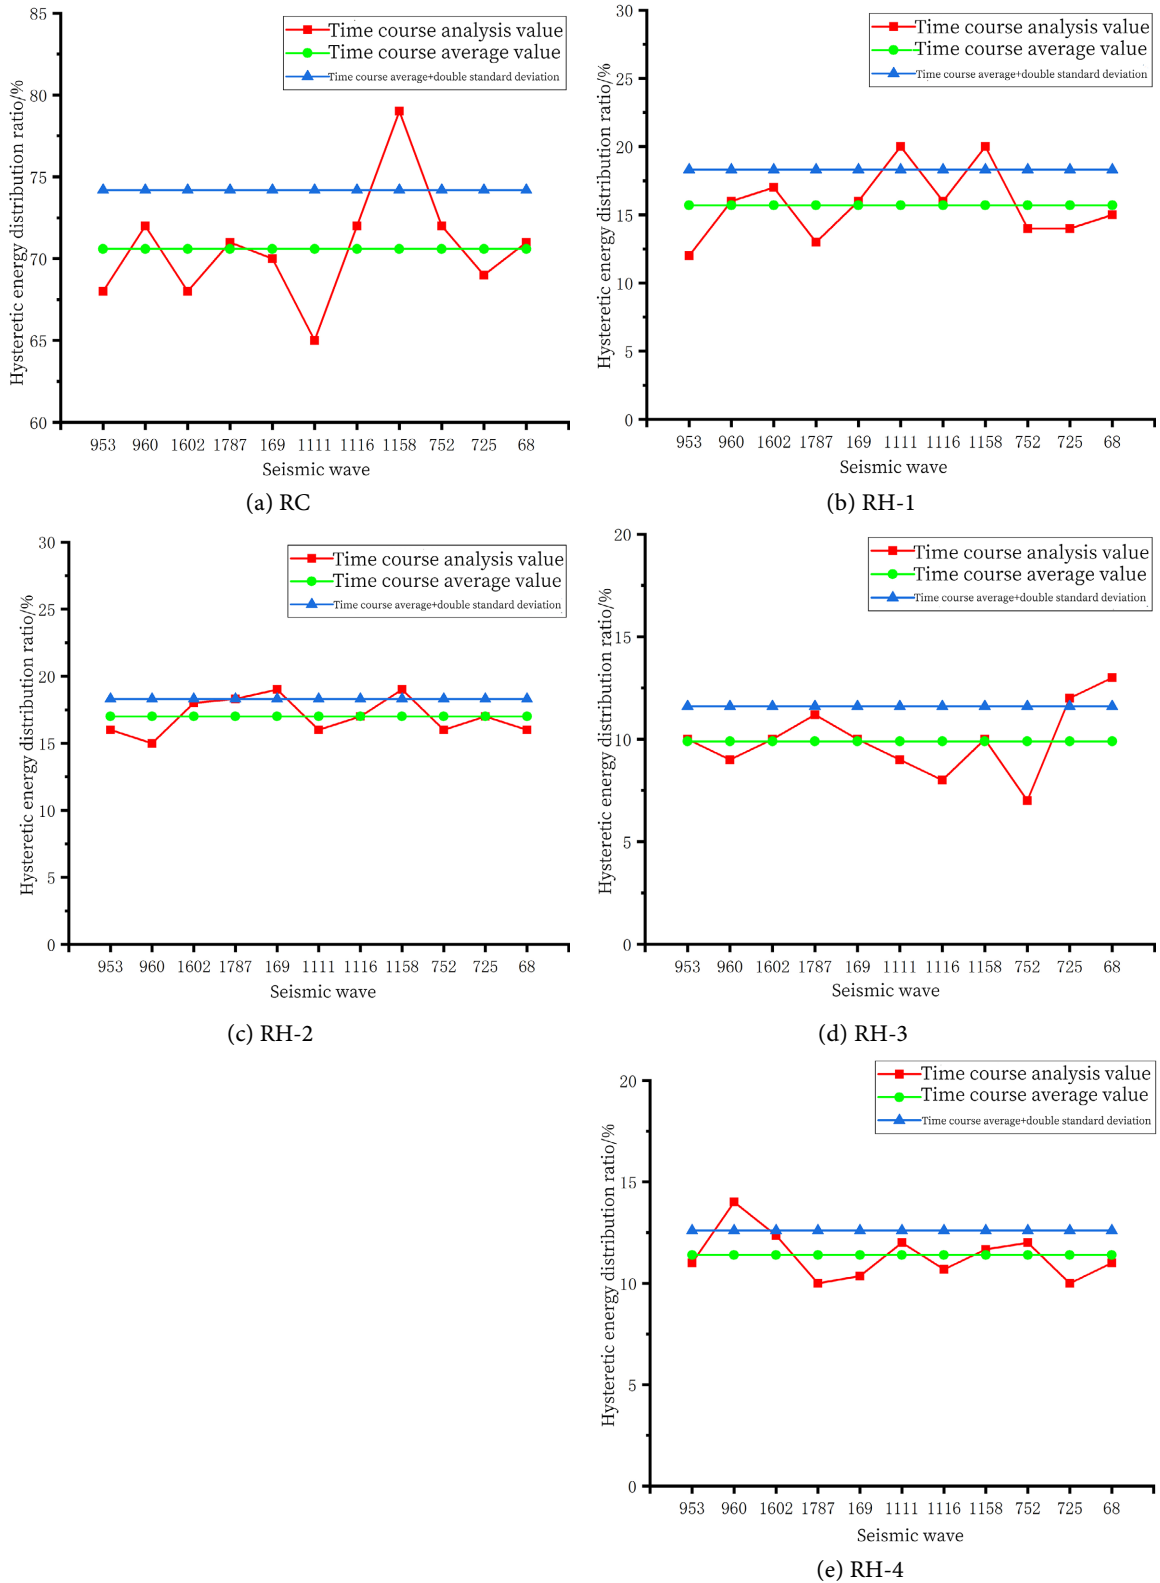 Time course analysis value
Time course average value
Time course average+double standard deviation
Hysteretic energy distribution ratio/%
85
80
75
70
65
60
953 960 1602 1787 169 1111 1116 1158 752 725 68
Seismic wave
(a) RC
Time course analysis value
Time course average value
Time course average+double standard deviation
Hysteretic energy distribution ratio/%
30
25
20
15
10
5
0
953 960 1602 1787 169 1111 1116 1158 752 725 68
Seismic wave
(b) RH-1
Time course analysis value
Time course average value
Time course average+double standard deviation
Hysteretic energy distribution ratio/%
30
25
20
15
10
5
0
953 960 1602 1787 169 1111 1116 1158 752 725 68
Seismic wave
(c) RH-2
Time course analysis value
Time course average value
Time course average+double standard deviation
Hysteretic energy distribution ratio/%
20
15
10
5
0
953 960 1602 1787 169 1111 1116 1158 752 725 68
Seismic wave
(d) RH-3
Time course analysis value
Time course average value
Time course average+double standard deviation
Hysteretic energy distribution ratio/%
20
15
10
5
0
953 960 1602 1787 169 1111 1116 1158 752 725 68
Seismic wave
(e) RH-4